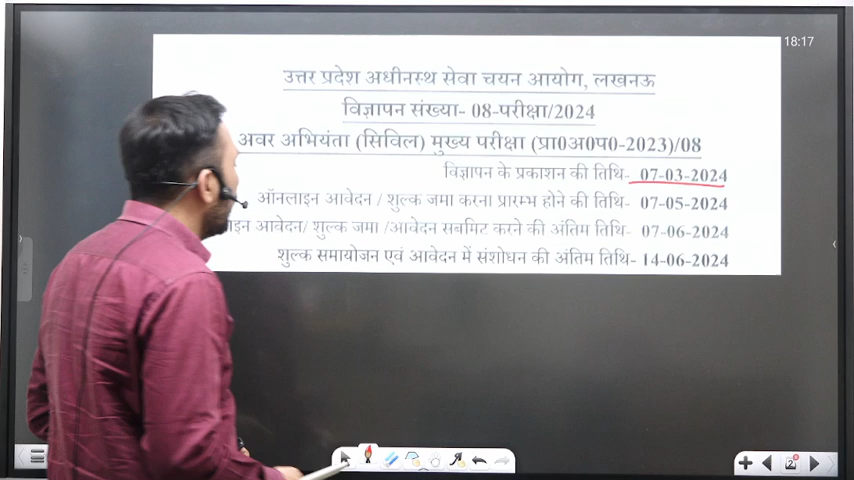 18:17
उत्तर प्रदेश अधीनस्थ सेवा चयन आयोग, लखनऊ
विज्ञापन संख्या- 08-परीक्षा/2024
अवर अभियंता (सिविल) मुख्य परीक्षा (प्रा0अ0प0-2023)/08
विज्ञापन के प्रकाशन की तिथि- 07-03-2024
ऑनलाइन आवेदन / शुल्क जमा करना प्रारम्भ होने की तिथि- 07-05-2024
आवेदन/ शुल्क जमा /आवेदन सबमिट करने की अंतिम तिथि- 07-06-2024
शुल्क समायोजन एवं आवेदन में संशोधन की अंतिम तिथि- 14-06-2024
2